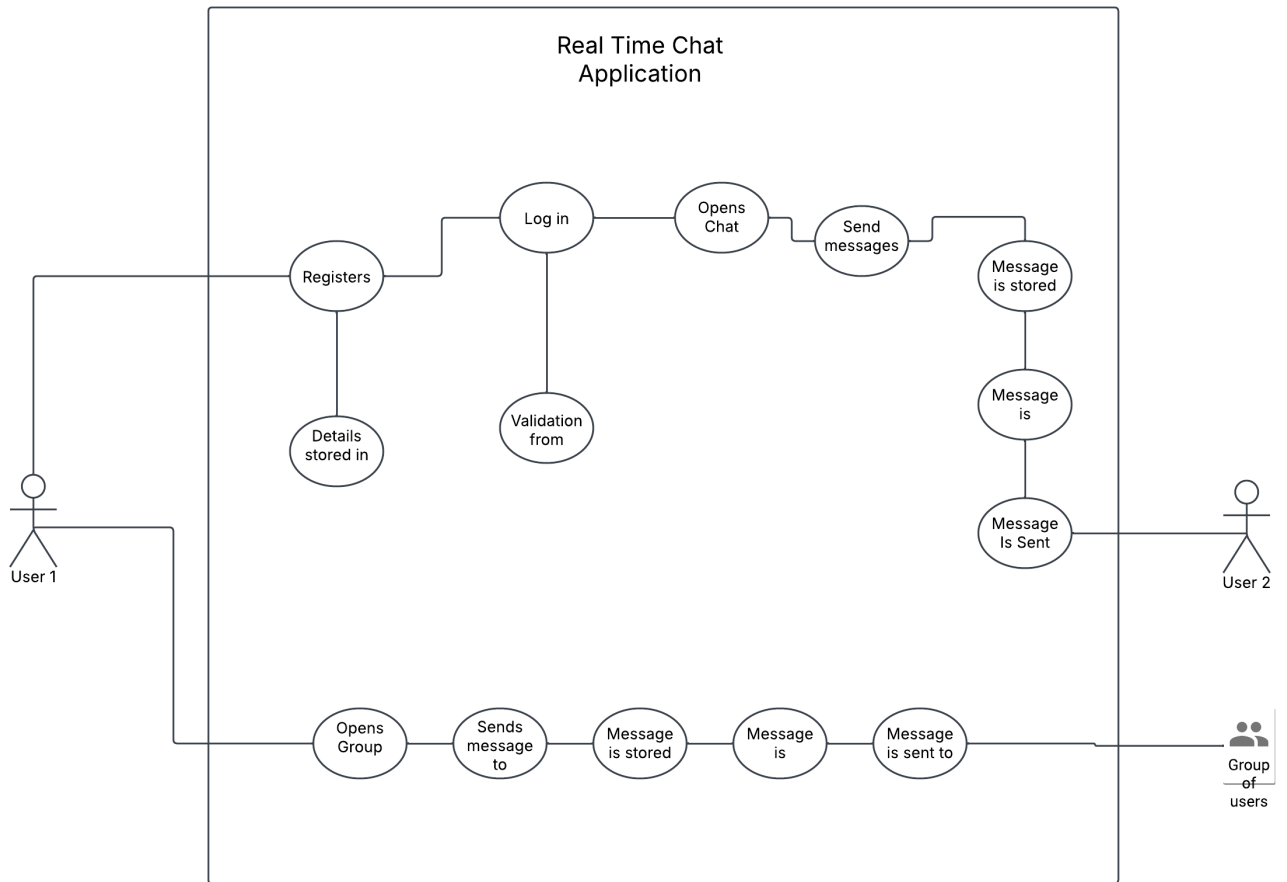 Real Time Chat
Application
Log in
Opens
Chat
Send
messages
Registers
Message
is stored
Message
is
Validation
from
Details
stored in
Message
Is Sent
User 1
User 2
Opens
Group
Sends
message
to
Message
is stored
Message
is
Message
is sent to
Group
of
users